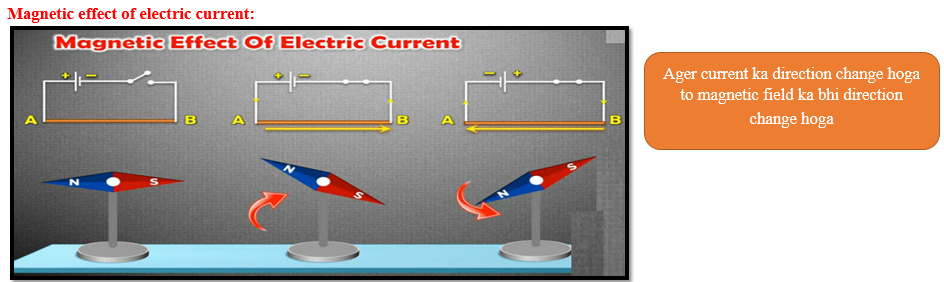 Magnetic effect of electric current:
Magnetic Effect Of Electric Current
+ −
A B
+ −
A B
− +
A B
N S
N S
N S
Ager current ka direction change hoga
to magnetic field ka bhi direction
change hoga